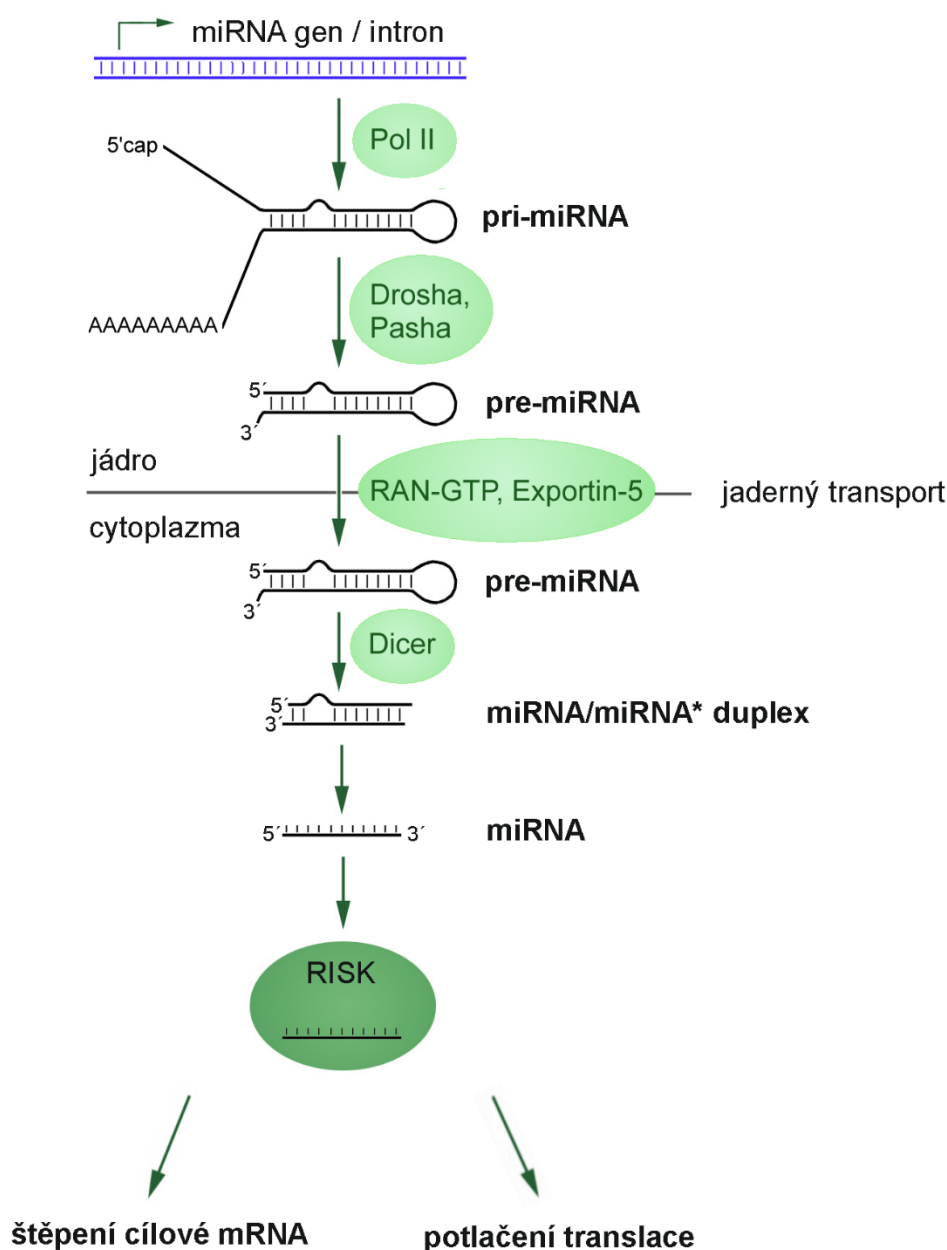 miRNA gen / intron
Pol II
5'cap
pri-miRNA
Drosha,
Pasha
AAAAAAAAA
5´
pre-miRNA
3´
jádro
RAN-GTP, Exportin-5
jaderný transport
cytoplazma
5´
pre-miRNA
3´
Dicer
5´
miRNA/miRNA* duplex
3´
5´ 3´
miRNA
RISK
štěpení cílové mRNA
potlačení translace